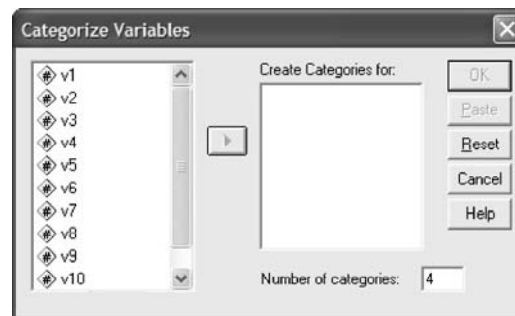 Categorize Variables
v1
v2
v3
v4
v5
v6
v7
v8
v9
v10
Create Categories for:
Number of categories: 4
OK
Paste
Reset
Cancel
Help